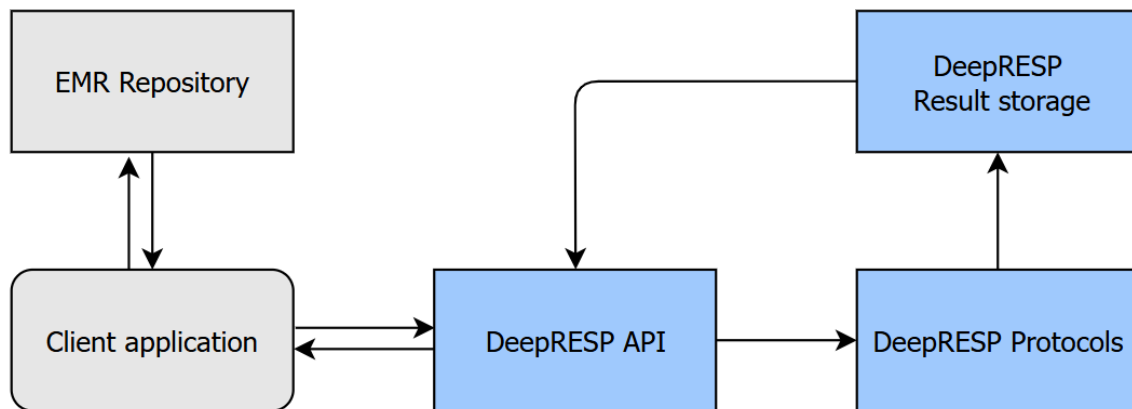 EMR Repository
DeepRESP
Result storage
Client application
DeepRESP API
DeepRESP Protocols